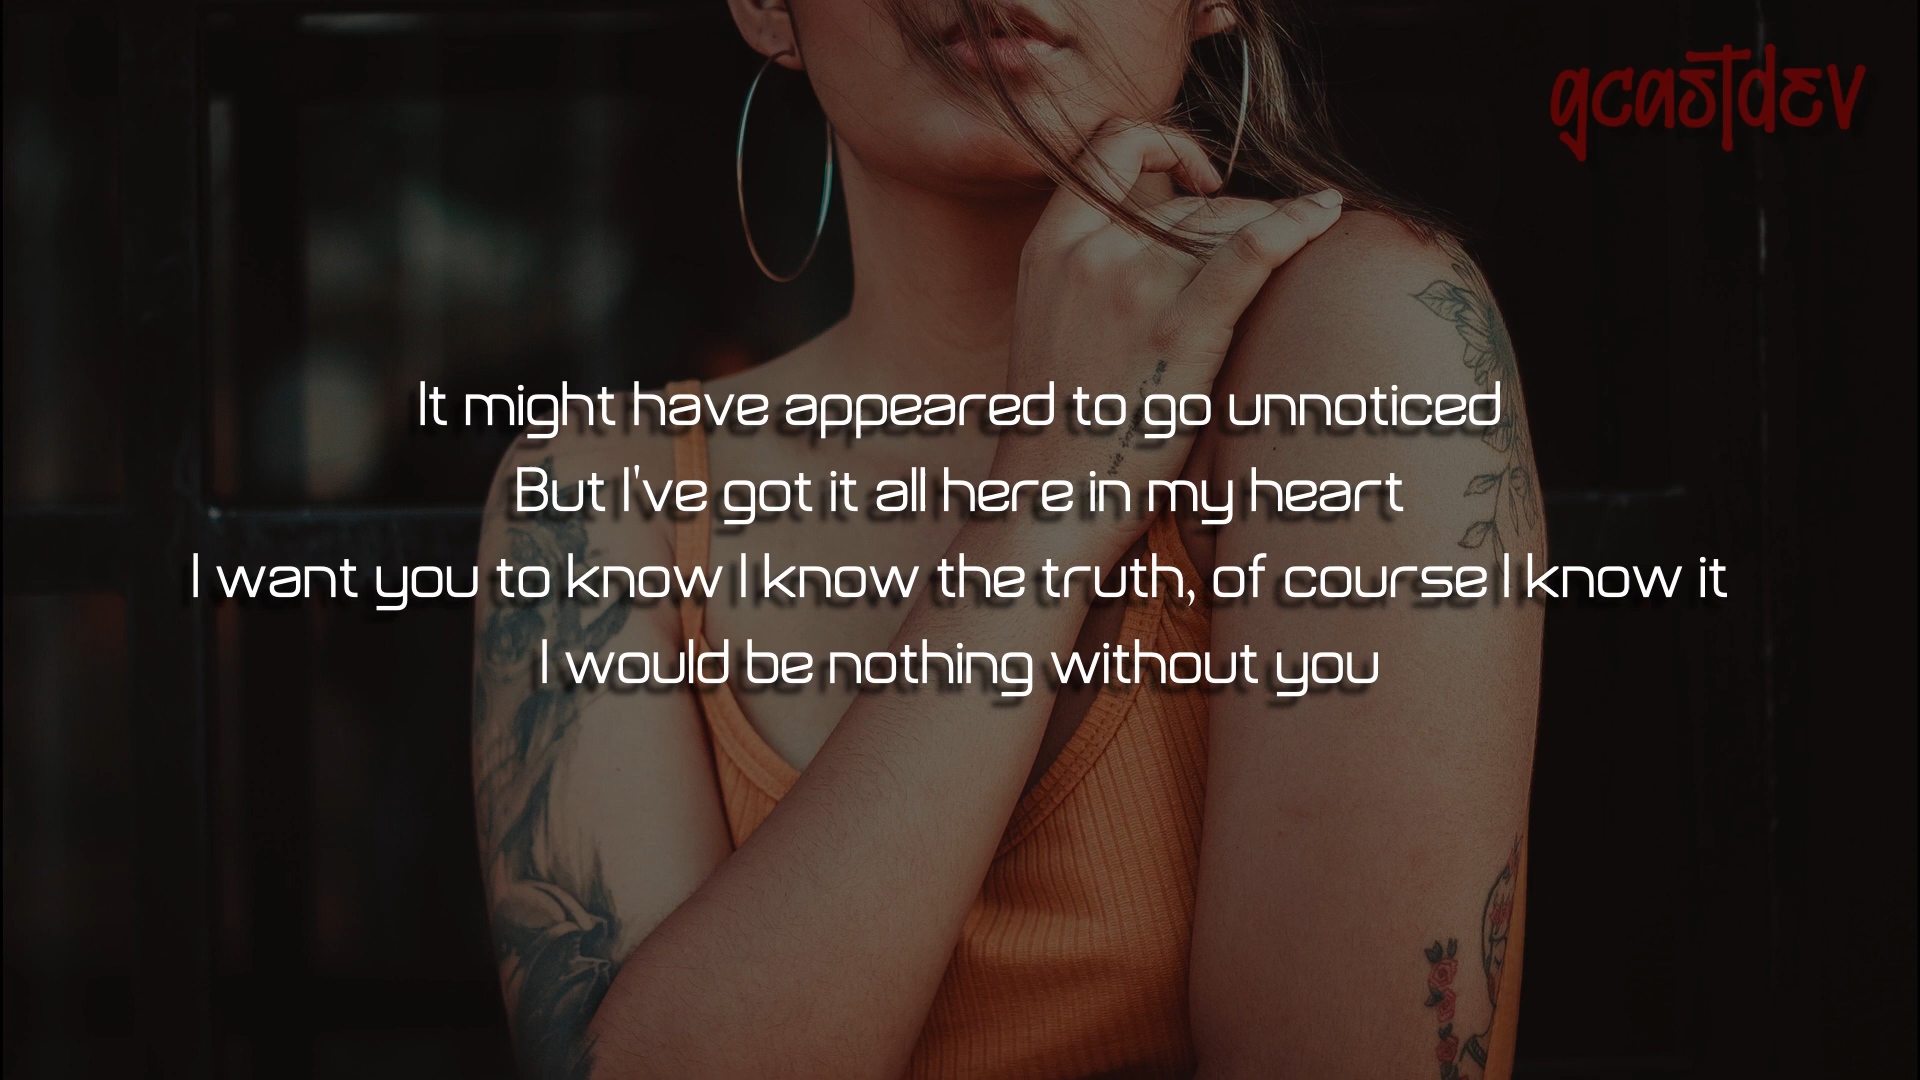 gcastdev
It might have appeared to go unnoticed
But I've got it all here in my heart
I want you to know I know the truth, of course I know it
I would be nothing without you